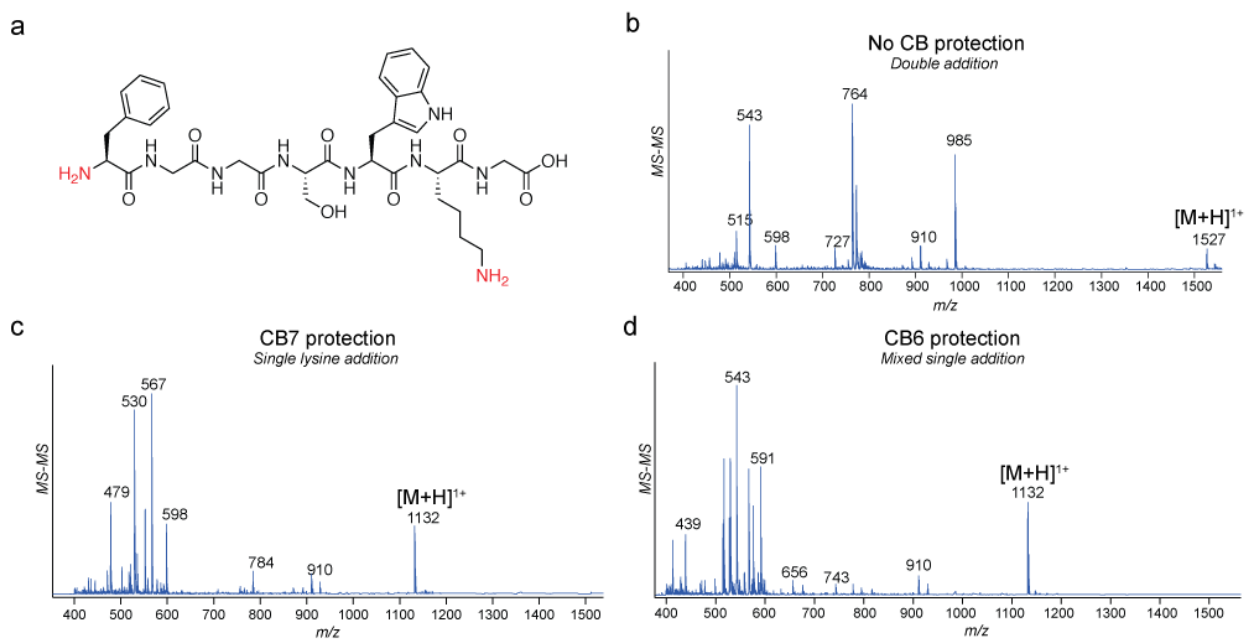 a
H₂N
O
H
N
O
N
H
O
H
N
OH
O
N
H
NH
O
H
N
NH₂
O
N
H
O
OH
b
No CB protection
Double addition
MS-MS
543
764
985
515
598
727
910
[M+H]¹⁺
1527
400 500 600 700 800 900 1000 1100 1200 1300 1400 1500
m/z
c
CB7 protection
Single lysine addition
MS-MS
567
530
479
598
784
910
[M+H]¹⁺
1132
400 500 600 700 800 900 1000 1100 1200 1300 1400 1500
m/z
d
CB6 protection
Mixed single addition
MS-MS
543
591
439
656
743
910
[M+H]¹⁺
1132
400 500 600 700 800 900 1000 1100 1200 1300 1400 1500
m/z